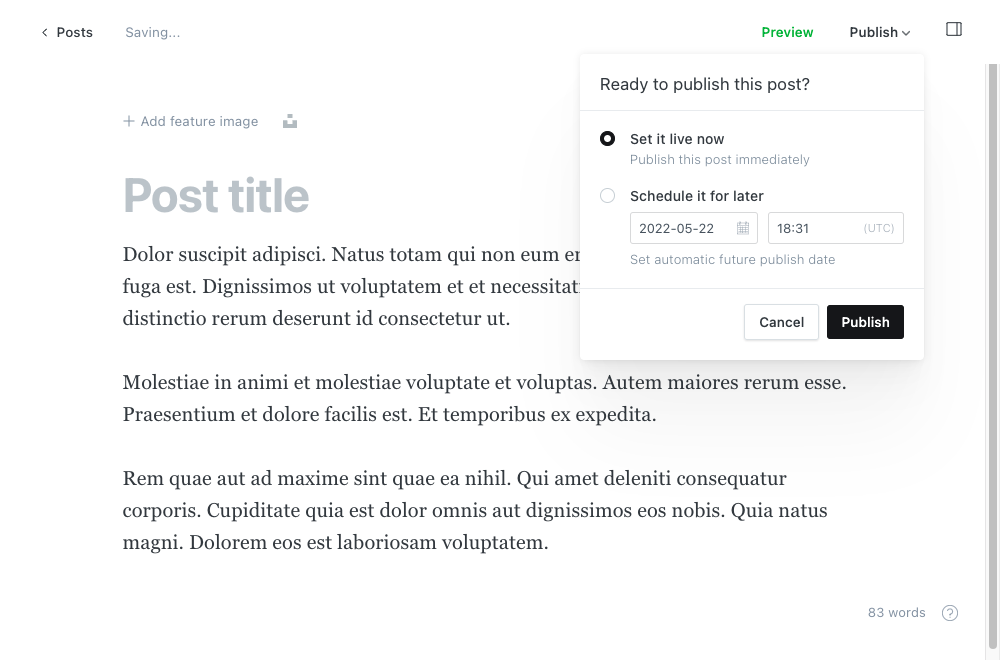 Posts
Saving...
Preview
Publish
Ready to publish this post?
Set it live now
Publish this post immediately
Schedule it for later
2022-05-22
18:31
(UTC)
Set automatic future publish date
Cancel
Publish
Add feature image
Post title
Dolor suscipit adipisci. Natus totam qui non eum
fuga est. Dignissimos ut voluptatem et et
distinctio rerum deserunt id consectetur ut.
Molestiae in animi et molestiae voluptate et voluptas. Autem maiores rerum esse.
Praesentium et dolore facilis est. Et temporibus ex expedita.
Rem quae aut ad maxime sint quae ea nihil. Qui amet deleniti consequatur
corporis. Cupiditate quia est dolor omnis aut dignissimos eos nobis. Quia natus
magni. Dolorem eos est laboriosam voluptatem.
83 words
?